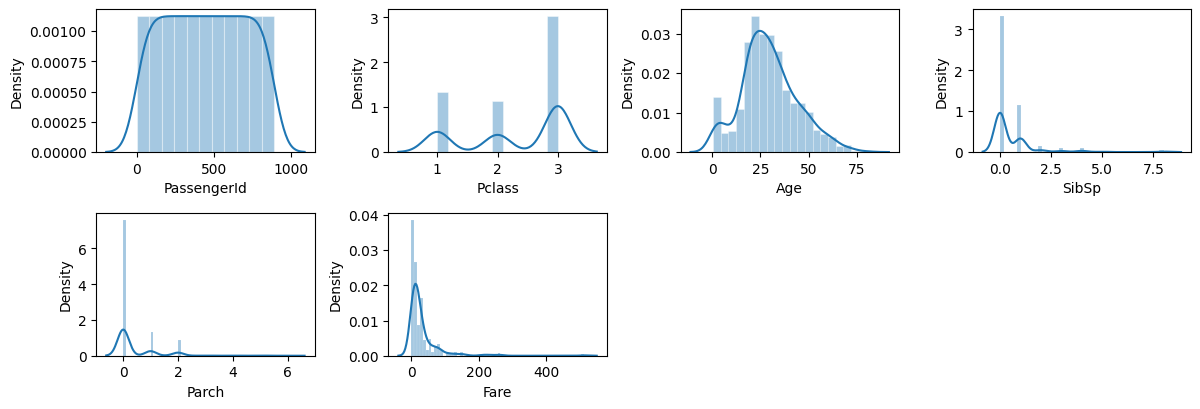 0.00100
0.00075
0.00050
0.00025
0.00000
Density
0 500 1000
PassengerId
3
2
1
0
Density
1 2 3
Pclass
0.03
0.02
0.01
0.00
Density
0 25 50 75
Age
3
2
1
0
Density
0.0 2.5 5.0 7.5
SibSp
6
4
2
0
Density
0 2 4 6
Parch
0.04
0.03
0.02
0.01
0.00
Density
0 200 400
Fare